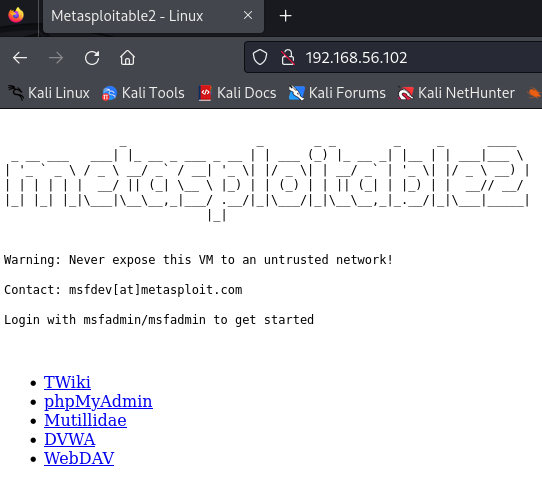 Metasploitable2 - Linux
192.168.56.102
Kali Linux Kali Tools Kali Docs Kali Forums Kali NetHunter
metasploitable2
Warning: Never expose this VM to an untrusted network!
Contact: msfdev[at]metasploit.com
Login with msfadmin/msfadmin to get started
TWiki
phpMyAdmin
Mutillidae
DVWA
WebDAV